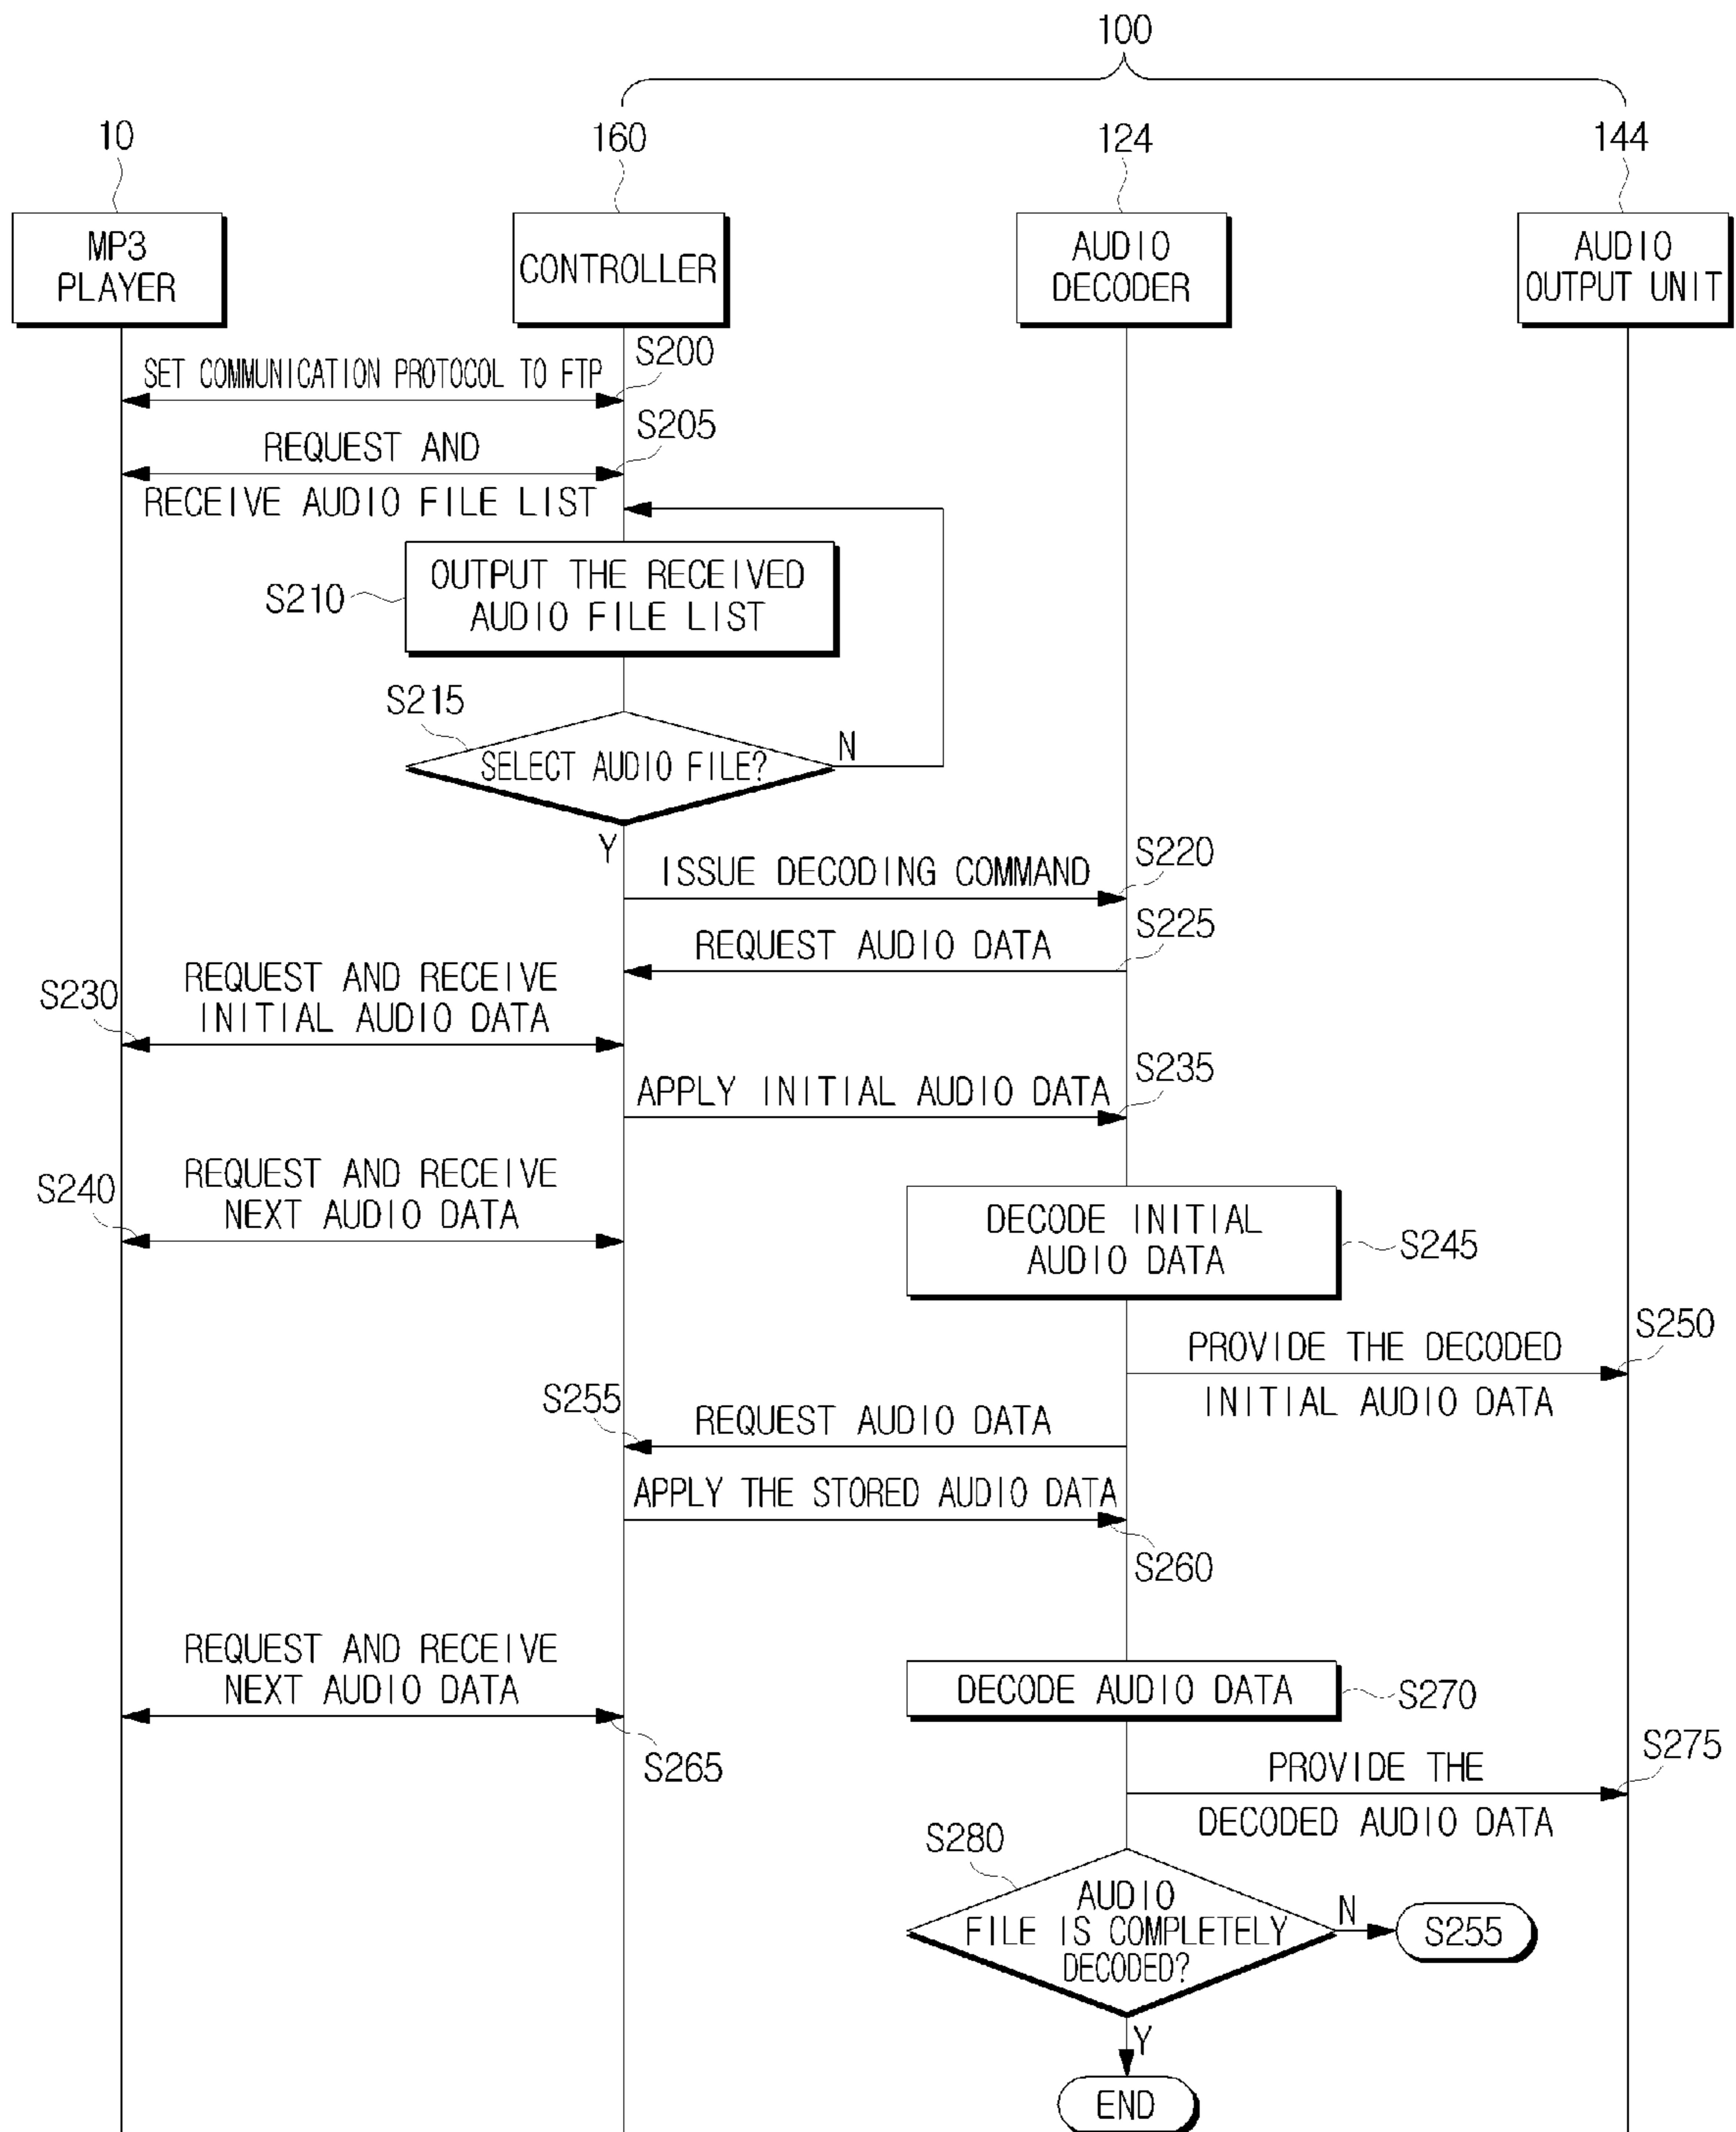 100
10
160
124
144
MP3
PLAYER
CONTROLLER
AUDIO
DECODER
AUDIO
OUTPUT UNIT
SET COMMUNICATION PROTOCOL TO FTP
S200
REQUEST AND
S205
RECEIVE AUDIO FILE LIST
S210
OUTPUT THE RECEIVED
AUDIO FILE LIST
S215
SELECT AUDIO FILE?
N
Y
ISSUE DECODING COMMAND
S220
REQUEST AUDIO DATA
S225
S230
REQUEST AND RECEIVE
INITIAL AUDIO DATA
APPLY INITIAL AUDIO DATA
S235
S240
REQUEST AND RECEIVE
NEXT AUDIO DATA
DECODE INITIAL
AUDIO DATA
S245
PROVIDE THE DECODED
INITIAL AUDIO DATA
S250
S255
REQUEST AUDIO DATA
APPLY THE STORED AUDIO DATA
S260
REQUEST AND RECEIVE
NEXT AUDIO DATA
S265
DECODE AUDIO DATA
S270
PROVIDE THE
DECODED AUDIO DATA
S275
S280
AUDIO
FILE IS COMPLETELY
DECODED?
N
S255
Y
END